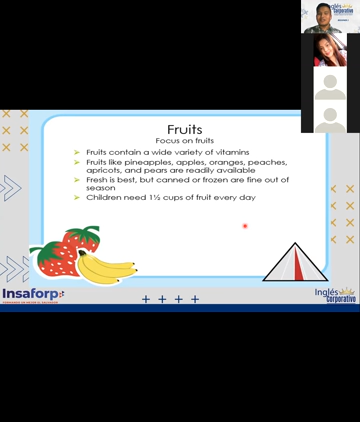 Inglés
Corporativo
Fruits
Focus on fruits
Fruits contain a wide variety of vitamins
Fruits like pineapples, apples, oranges, peaches,
apricots, and pears are readily available
Fresh is best, but canned or frozen are fine out of
season
Children need 1½ cups of fruit every day
Insaforp
Inglés
Corporativo